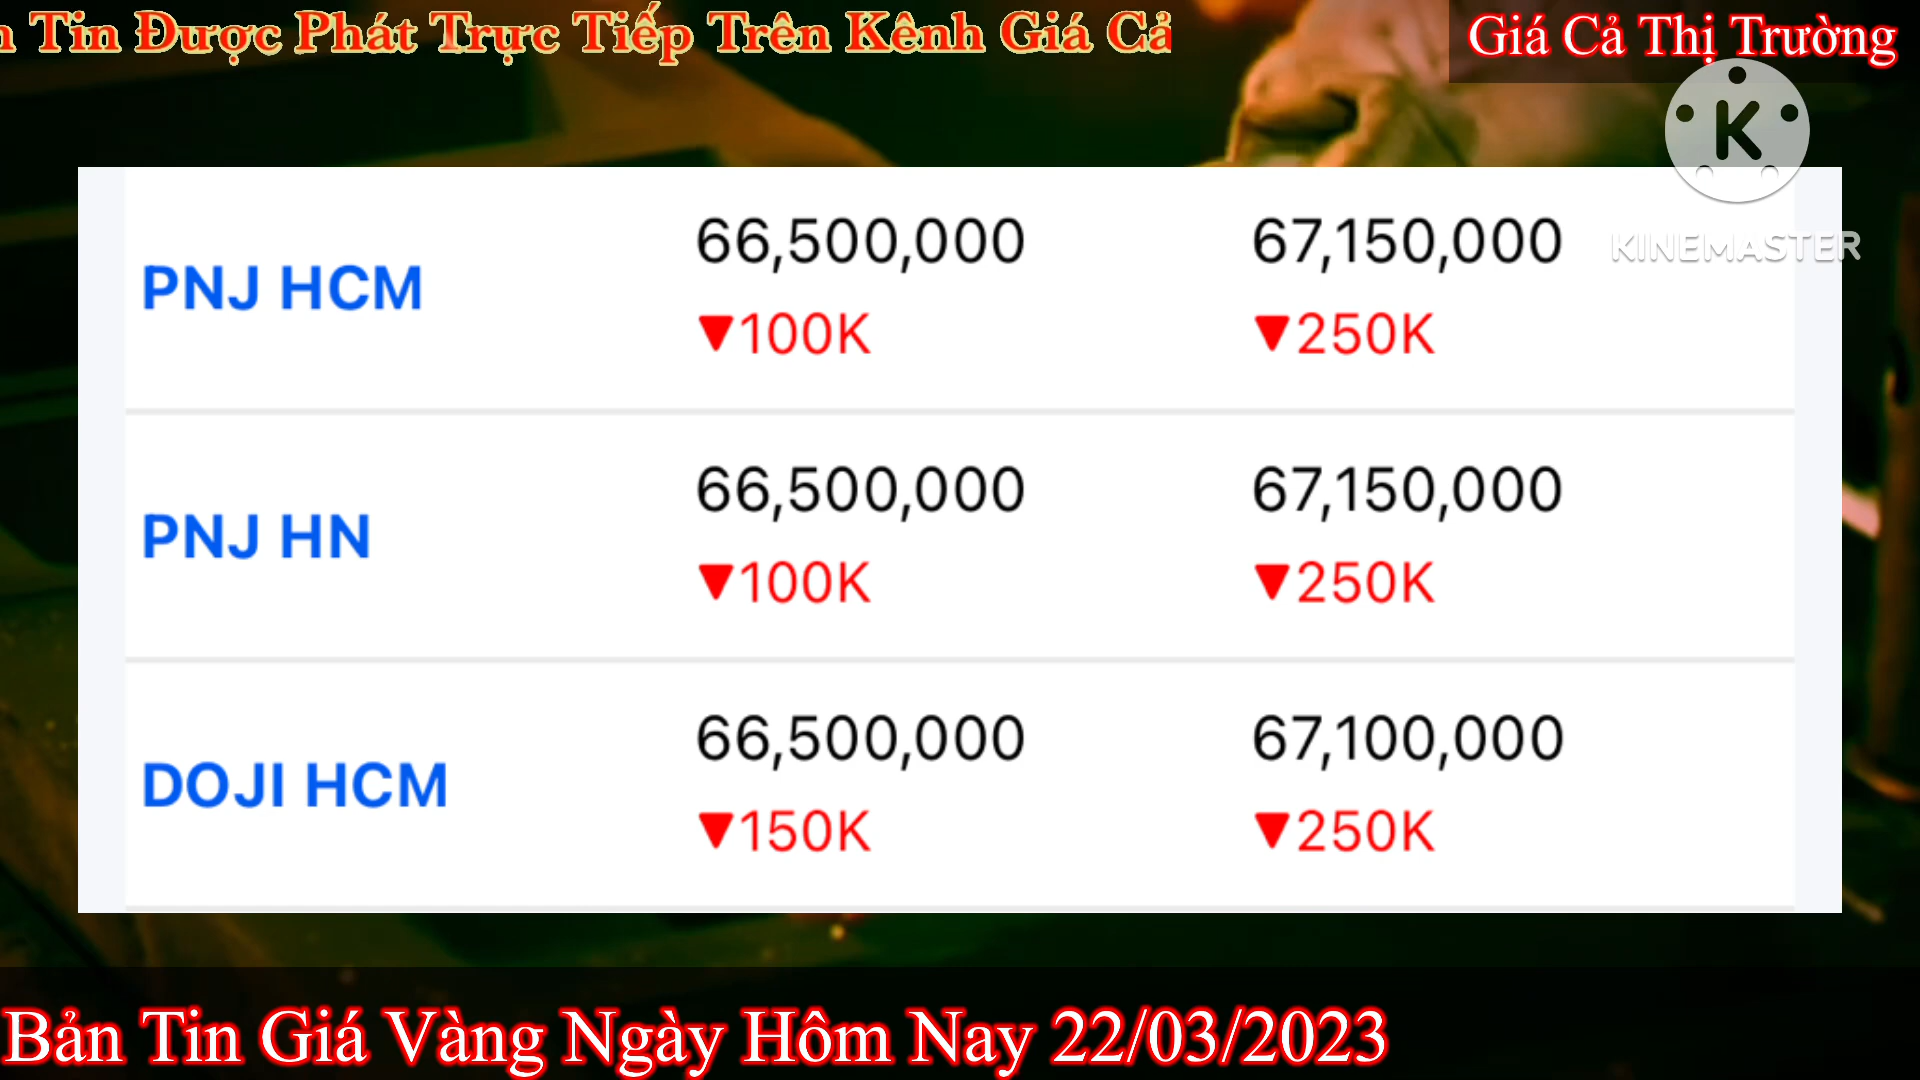 Tin Được Phát Trực Tiếp Trên Kênh Giá Cả
Giá Cả Thị Trường
K
KINEMASTER
PNJ HCM 66,500,000 67,150,000
▼100K ▼250K
PNJ HN 66,500,000 67,150,000
▼100K ▼250K
DOJI HCM 66,500,000 67,100,000
▼150K ▼250K
Bản Tin Giá Vàng Ngày Hôm Nay 22/03/2023